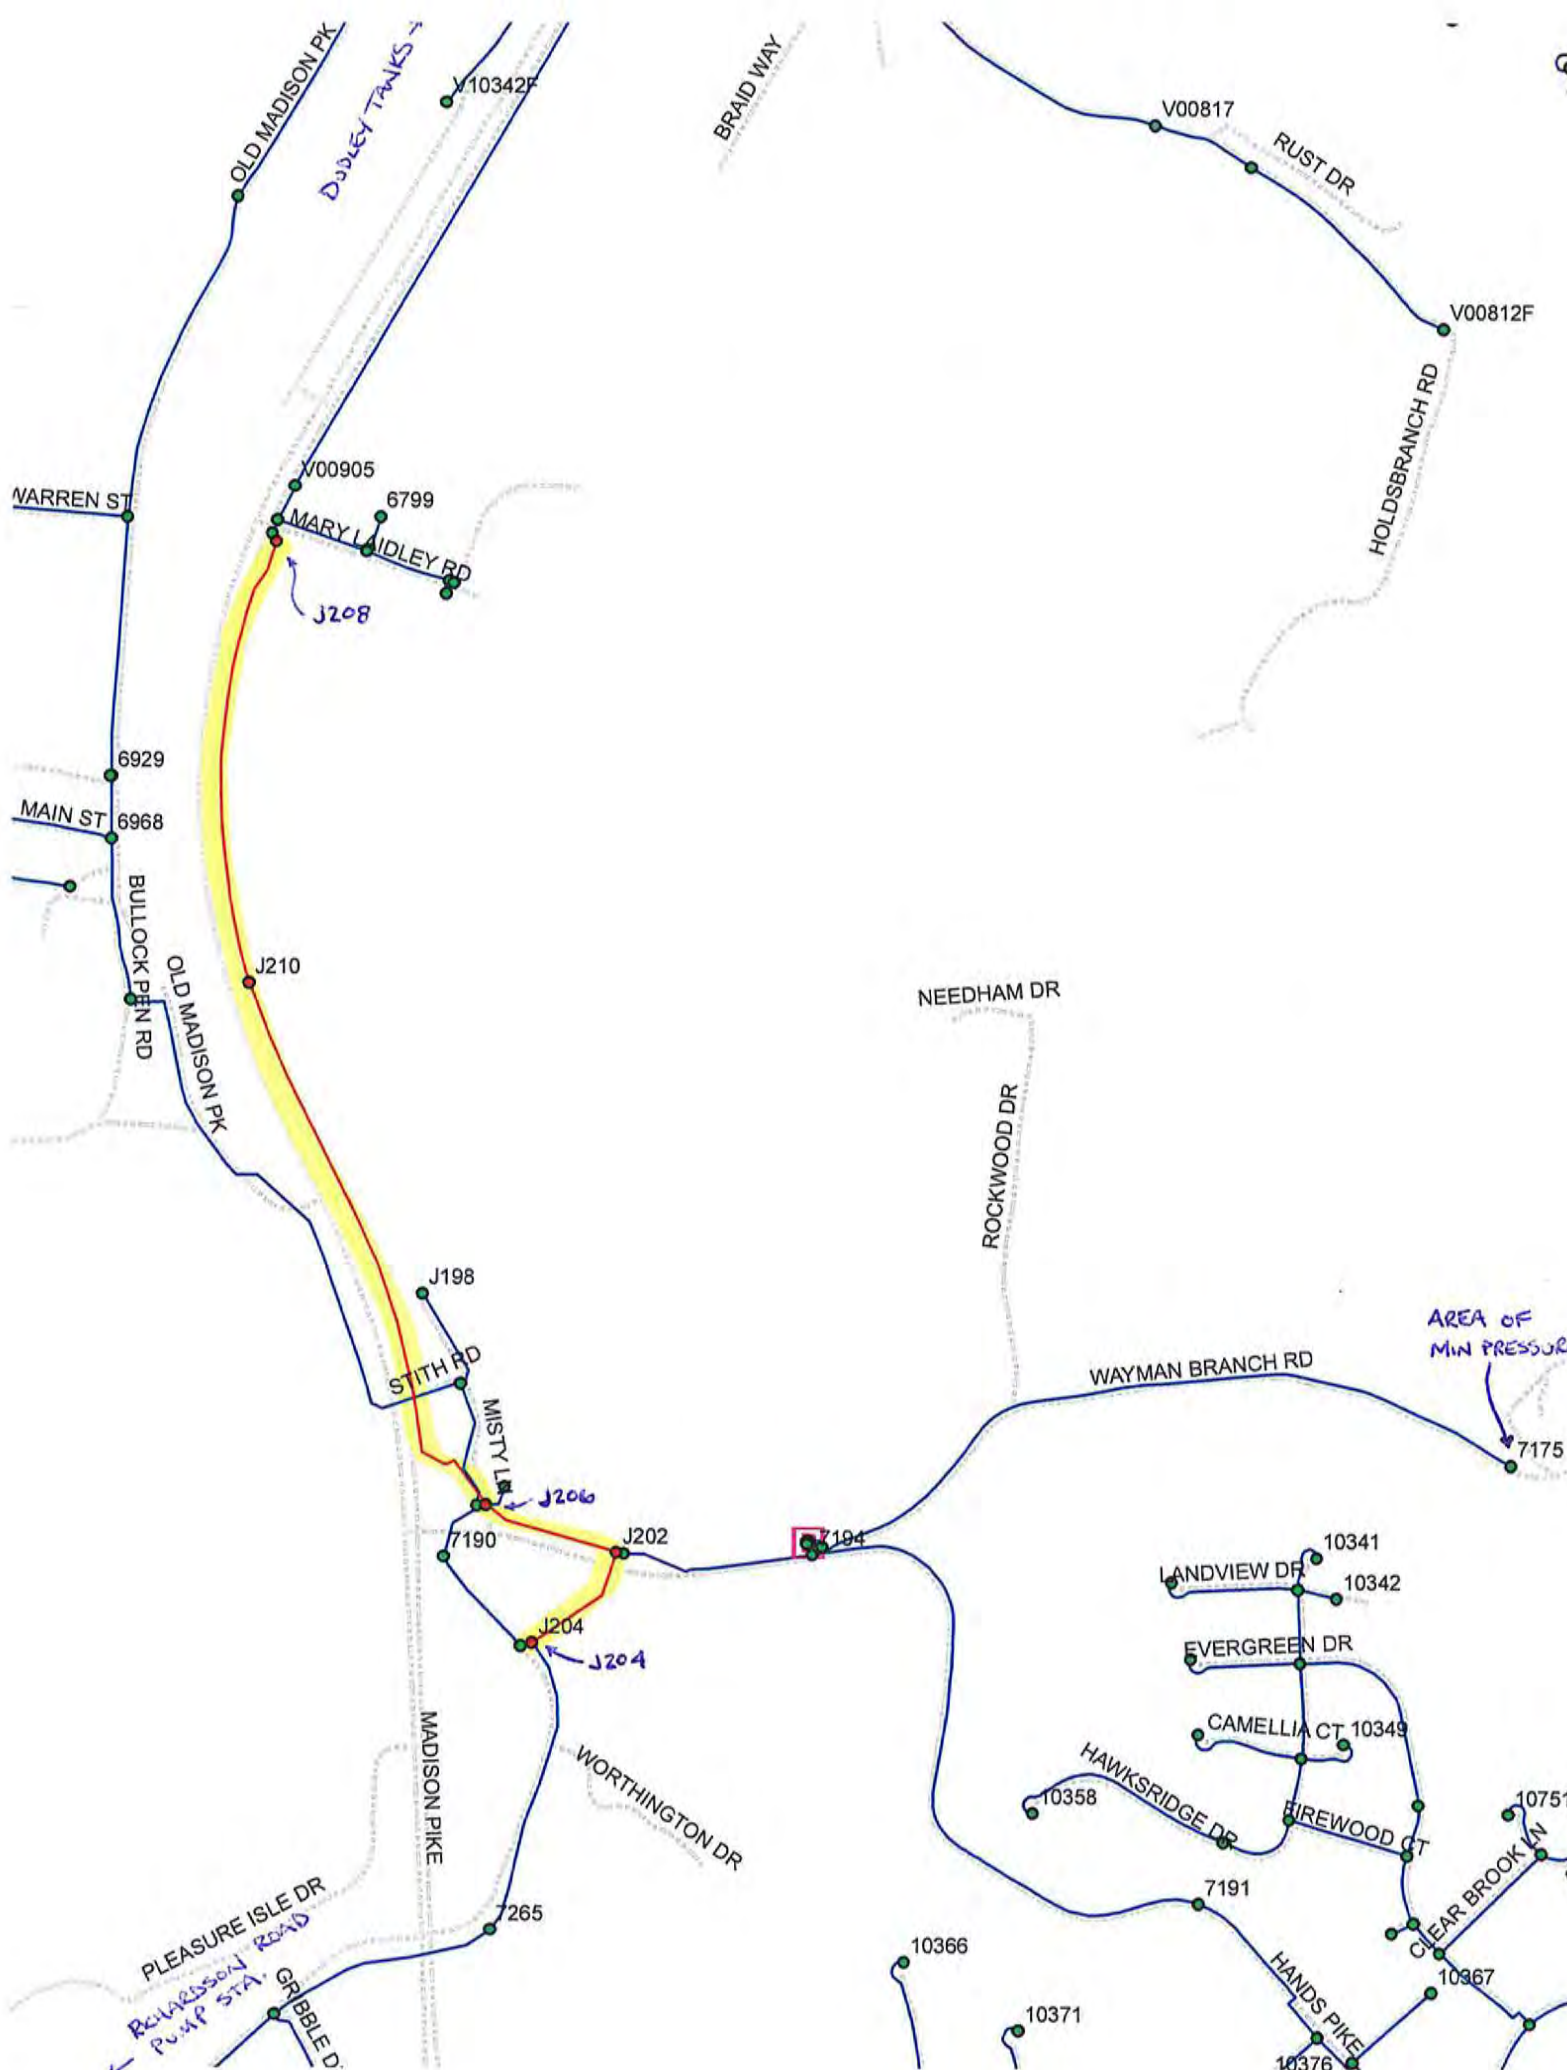 OLD MADISON PK
DUDLEY TANKS
V10342F
BRAID WAY
V00817
RUST DR
V00812F
HOLDSBRANCH RD
V00905
WARREN ST
6799
MARY LAIDLEY RD
J208
6929
MAIN ST
6968
BULLOCK PEN RD
OLD MADISON PK
J210
NEEDHAM DR
ROCKWOOD DR
J198
STITH RD
MISTY LN
AREA OF
MIN PRESSUR
WAYMAN BRANCH RD
7175
J206
7190
J202
7194
10341
LANDVIEW DR
10342
J204
J204
EVERGREEN DR
CAMELLIA CT
10349
MADISON PIKE
WORTHINGTON DR
HAWKSRIDGE DR
10358
FIREWOOD CT
10751
CLEAR BROOK LN
7191
7265
PLEASURE ISLE DR
RICHARDSON ROAD
PUMP STA.
GRIBBLE D
10366
10367
HANDS PIKE
10371
10376